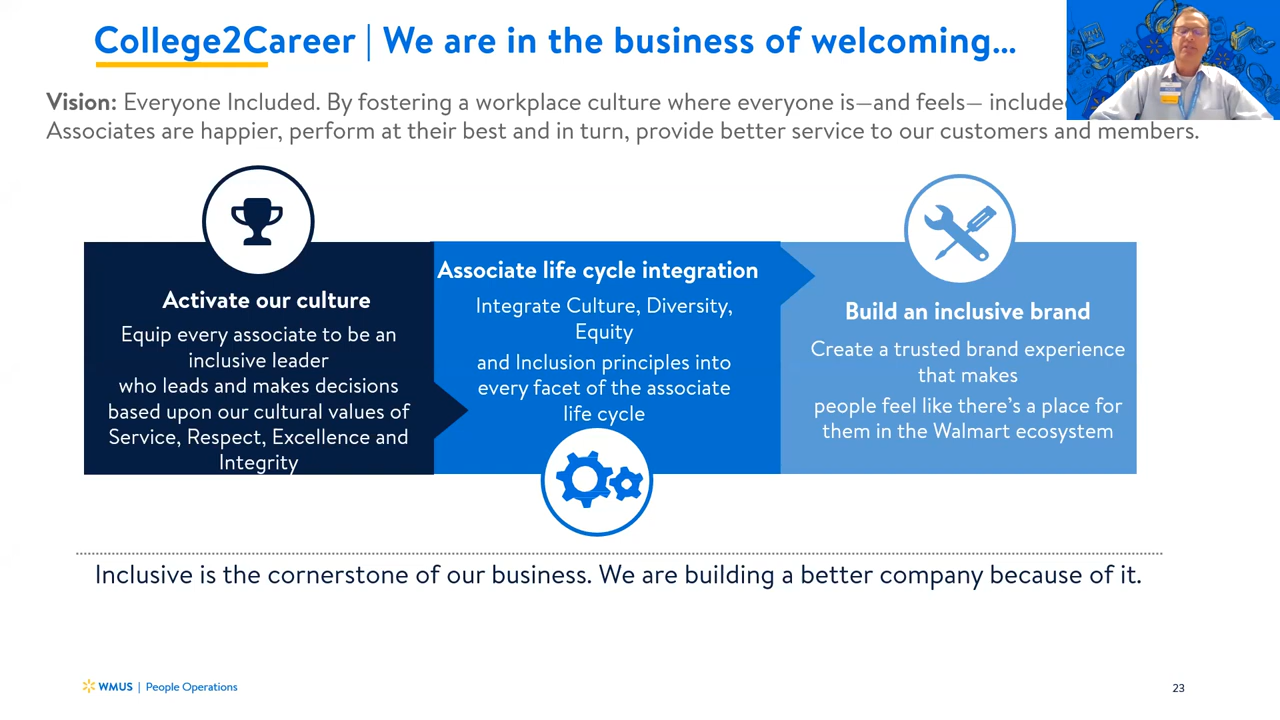 College2Career | We are in the business of welcoming…
Vision: Everyone Included. By fostering a workplace culture where everyone is—and feels— include
Associates are happier, perform at their best and in turn, provide better service to our customers and members.
Activate our culture
Equip every associate to be an
inclusive leader
who leads and makes decisions
based upon our cultural values of
Service, Respect, Excellence and
Integrity
Associate life cycle integration
Integrate Culture, Diversity,
Equity
and Inclusion principles into
every facet of the associate
life cycle
Build an inclusive brand
Create a trusted brand experience
that makes
people feel like there’s a place for
them in the Walmart ecosystem
Inclusive is the cornerstone of our business. We are building a better company because of it.
WMUS | People Operations
23